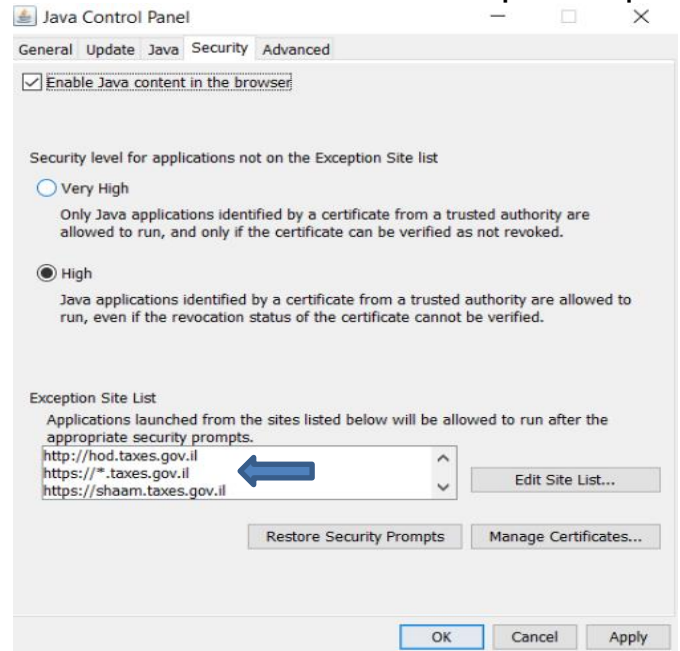 Java Control Panel
General Update Java Security Advanced
Enable Java content in the browser
Security level for applications not on the Exception Site list
Very High
Only Java applications identified by a certificate from a trusted authority are
allowed to run, and only if the certificate can be verified as not revoked.
High
Java applications identified by a certificate from a trusted authority are allowed to
run, even if the revocation status of the certificate cannot be verified.
Exception Site List
Applications launched from the sites listed below will be allowed to run after the
appropriate security prompts.
http://hod.taxes.gov.il
https://*.taxes.gov.il
https://shaam.taxes.gov.il
Edit Site List...
Restore Security Prompts Manage Certificates...
OK Cancel Apply